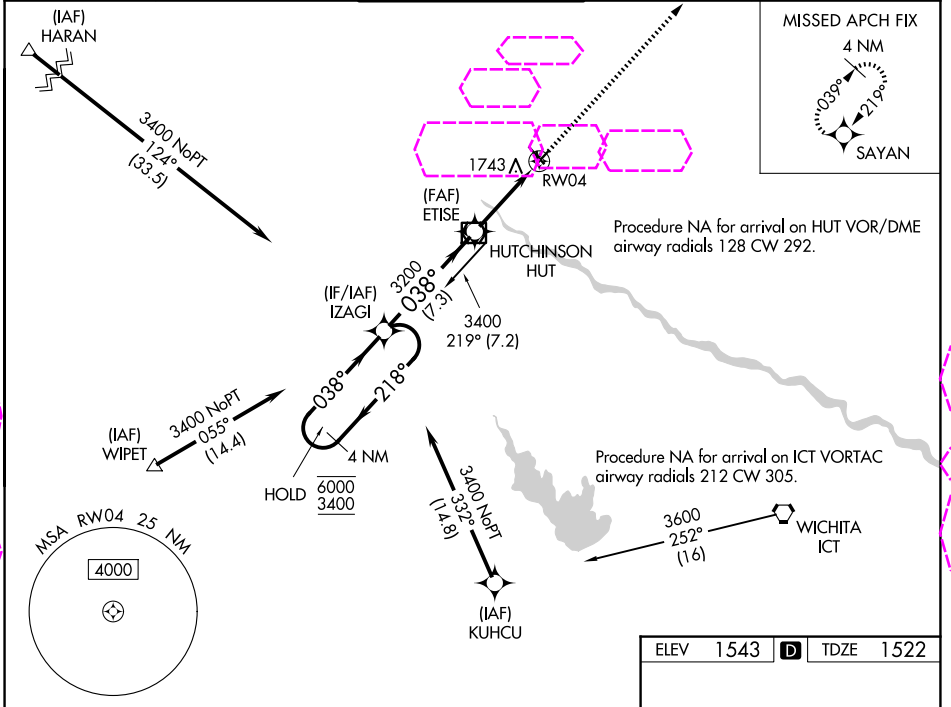 (IAF)
HARAN
3400 NoPT
124°
(33.5)
MISSED APCH FIX
4 NM
039°
219°
SAYAN
1743
RW04
(FAF)
ETISE
HUTCHINSON
HUT
Procedure NA for arrival on HUT VOR/DME
airway radials 128 CW 292.
3200
038°
(7.3)
3400
219° (7.2)
(IF/IAF)
IZAGI
038°
218°
4 NM
HOLD
6000
3400
(IAF)
WIPET
3400 NoPT
055°
(14.4)
3400 NoPT
332°
(14.8)
(IAF)
KUHCU
Procedure NA for arrival on ICT VORTAC
airway radials 212 CW 305.
3600
252°
(16)
WICHITA
ICT
MSA RW04 25 NM
4000
ELEV 1543 D TDZE 1522